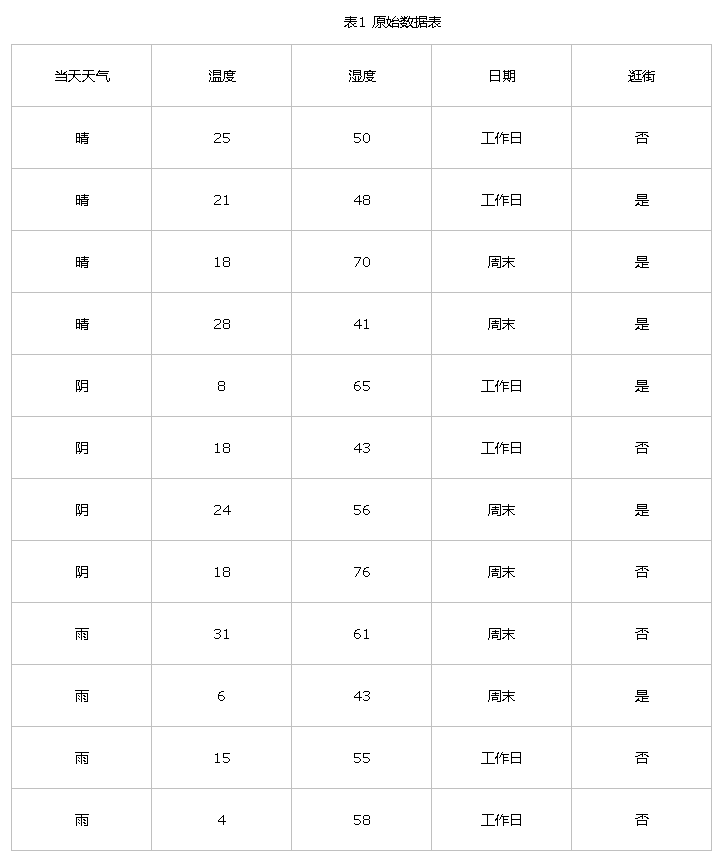 表1 原始数据表
当天天气 温度 湿度 日期 逛街
晴 25 50 工作日 否
晴 21 48 工作日 是
晴 18 70 周末 是
晴 28 41 周末 是
阴 8 65 工作日 是
阴 18 43 工作日 否
阴 24 56 周末 是
阴 18 76 周末 否
雨 31 61 周末 否
雨 6 43 周末 是
雨 15 55 工作日 否
雨 4 58 工作日 否